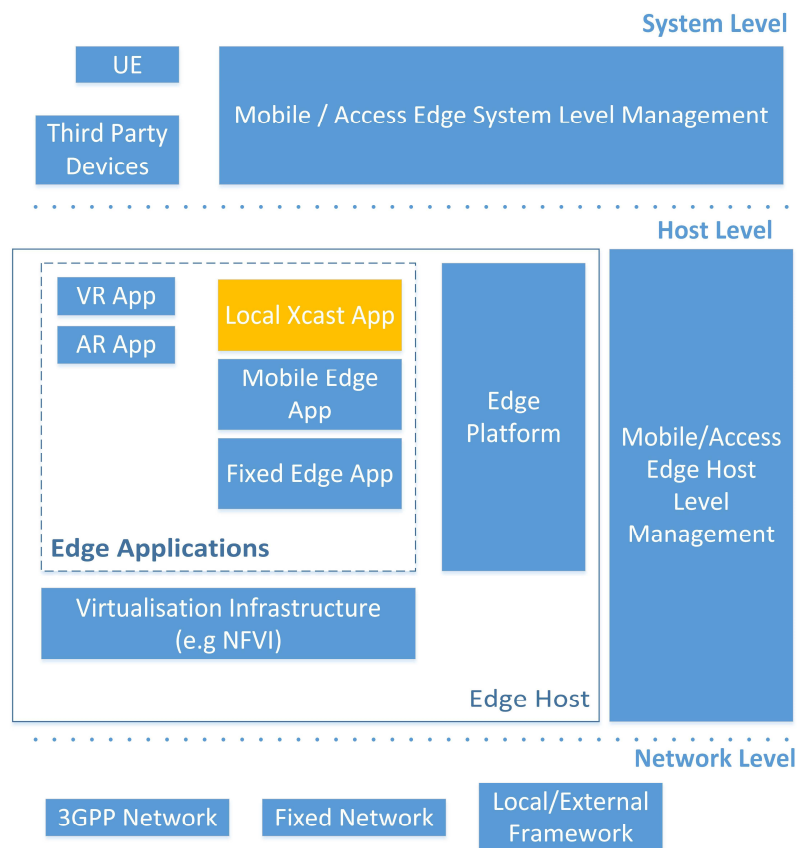 System Level
UE
Mobile / Access Edge System Level Management
Third Party
Devices
Host Level
VR App
AR App
Local Xcast App
Mobile Edge
App
Fixed Edge App
Edge Applications
Edge
Platform
Virtualisation Infrastructure
(e.g NFVI)
Edge Host
Mobile/Access
Edge Host
Level
Management
Network Level
3GPP Network
Fixed Network
Local/External
Framework